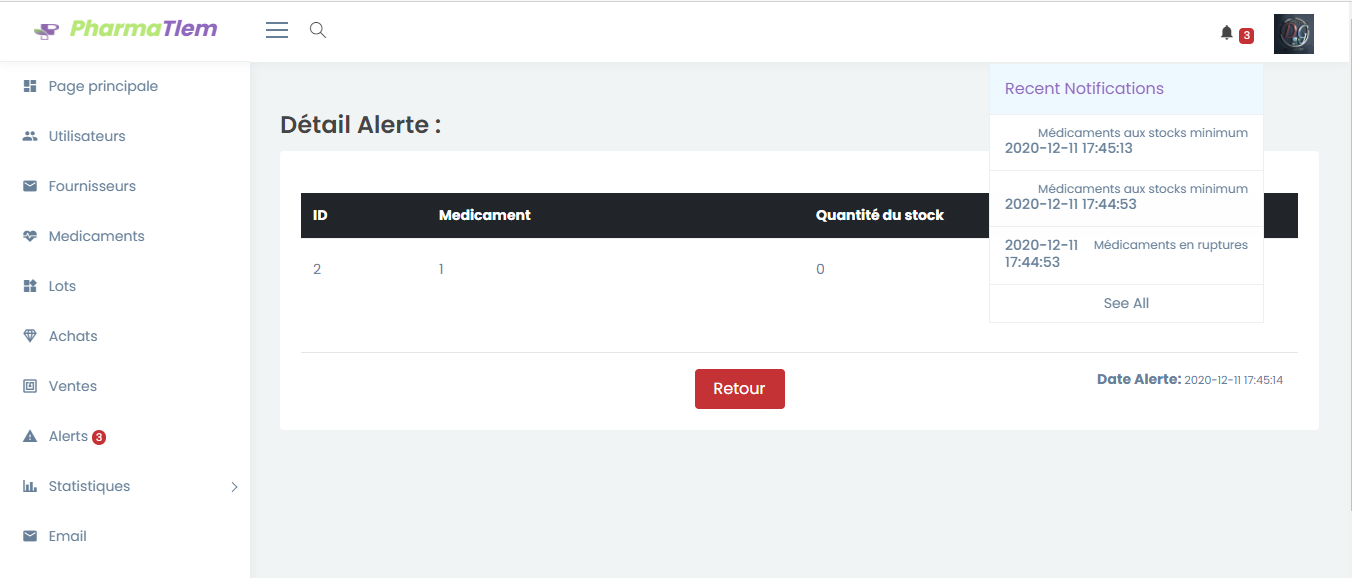 PharmaTlem
3
Page principale
Utilisateurs
Fournisseurs
Medicaments
Lots
Achats
Ventes
Alerts 3
Statistiques
Email
Détail Alerte :
ID Medicament Quantité du stock
2 1 0
Retour
Date Alerte: 2020-12-11 17:45:14
Recent Notifications
Médicaments aux stocks minimum
2020-12-11 17:45:13
Médicaments aux stocks minimum
2020-12-11 17:44:53
2020-12-11 Médicaments en ruptures
17:44:53
See All